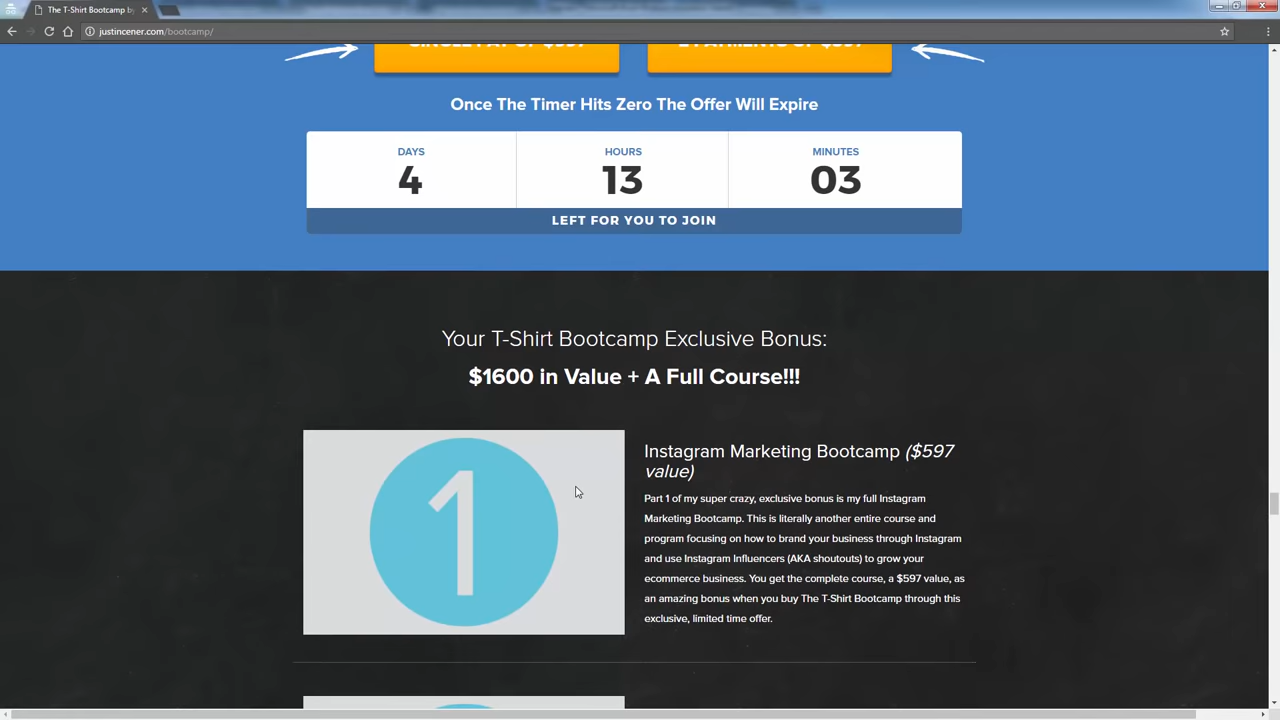 The T-Shirt Bootcamp by
justincener.com/bootcamp/
Once The Timer Hits Zero The Offer Will Expire
DAYS
HOURS
MINUTES
4
13
03
LEFT FOR YOU TO JOIN
Your T-Shirt Bootcamp Exclusive Bonus:
$1600 in Value + A Full Course!!!
1
Instagram Marketing Bootcamp ($597
value)
Part 1 of my super crazy, exclusive bonus is my full Instagram
Marketing Bootcamp. This is literally another entire course and
program focusing on how to brand your business through Instagram
and use Instagram Influencers (AKA shoutouts) to grow your
ecommerce business. You get the complete course, a $597 value, as
an amazing bonus when you buy The T-Shirt Bootcamp through this
exclusive, limited time offer.